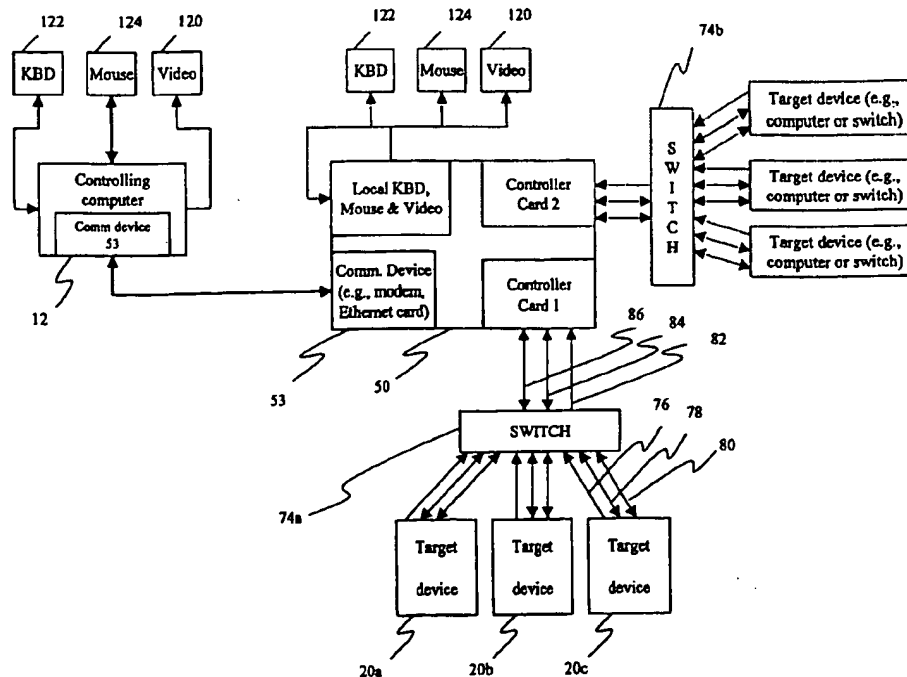 122
124
120
KBD
Mouse
Video
Controlling
computer
Comm device
53
12
122
124
120
KBD
Mouse
Video
Local KBD,
Mouse & Video
Controller
Card 2
Comm. Device
(e.g., modem,
Ethernet card)
Controller
Card 1
53
50
74b
SWITCH
Target device (e.g.,
computer or switch)
Target device (e.g.,
computer or switch)
Target device (e.g.,
computer or switch)
86
84
82
76
78
80
SWITCH
74a
Target
device
Target
device
Target
device
20a
20b
20c